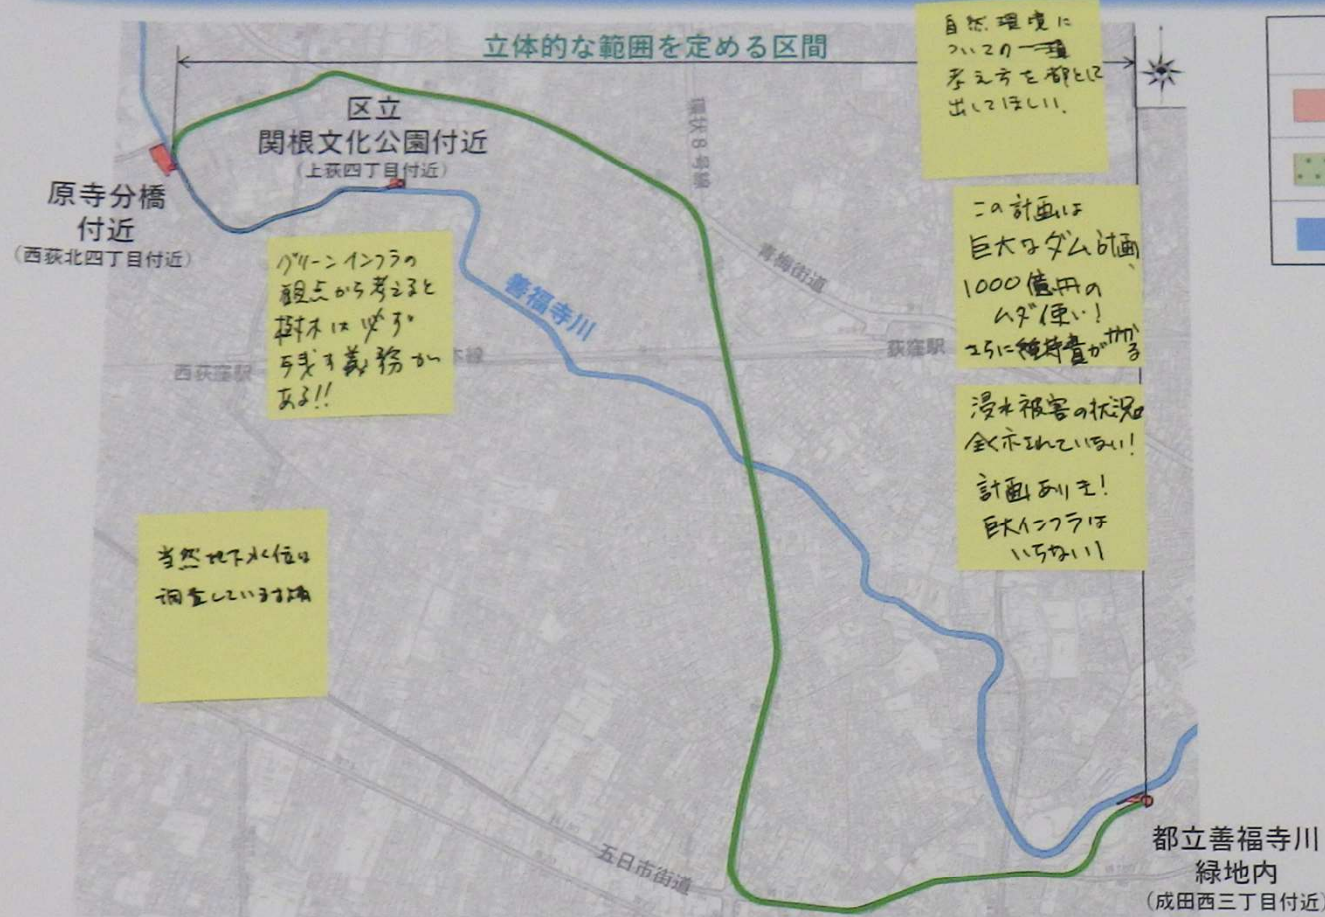 立体的な範囲を定める区間
自然環境に
ついての
考え方を都として
出してほしい.
区立
関根文化公園付近
（上荻四丁目付近）
環状8号線
原寺分橋
付近
（西荻北四丁目付近）
この計画は
巨大なダム計画、
1000億円の
ムダ使い!
さらに維持費がかかる
グリーンインフラの
観点から考えると
樹木は必ず
残す義務が
ある!!
善福寺川
青梅街道
西荻窪駅
線
荻窪駅
浸水被害の状況は
全く示されていない!
計画ありき!
巨大インフラは
いらない!
当然地下水位は
調査していますよね
五日市街道
都立善福寺川
緑地内
（成田西三丁目付近）